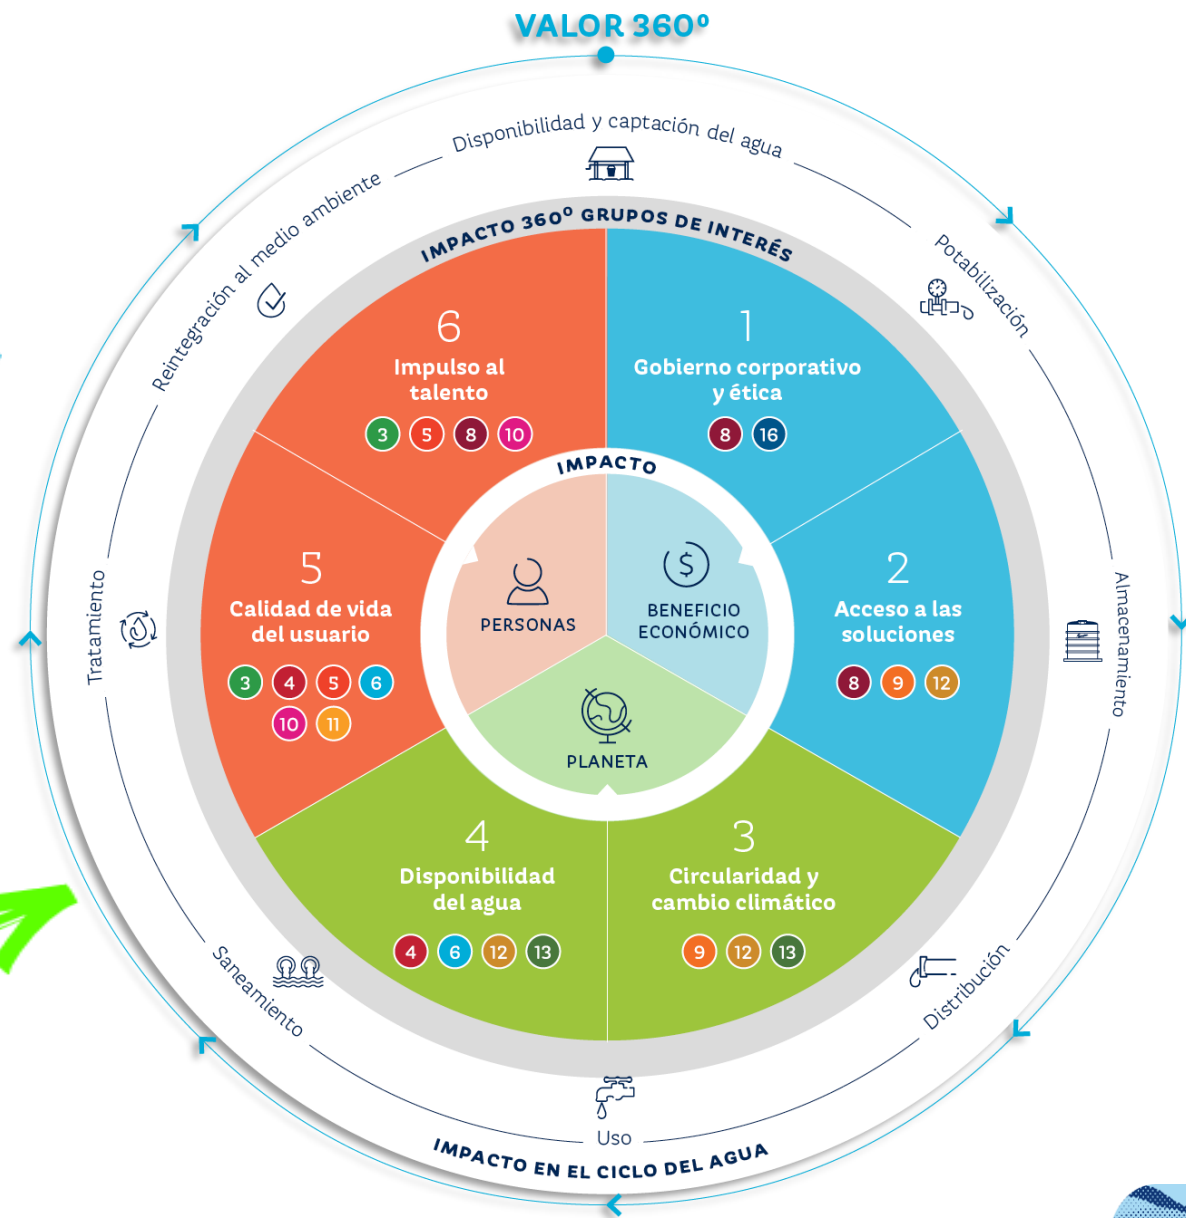 VALOR 360º
Disponibilidad y captación del agua
Potabilización
Almacenamiento
Distribución
Uso
Saneamiento
Tratamiento
Reintegración al medio ambiente
IMPACTO EN EL CICLO DEL AGUA
IMPACTO 360º GRUPOS DE INTERÉS
1
Gobierno corporativo
y ética
8 16
2
Acceso a las
soluciones
8 9 12
3
Circularidad y
cambio climático
9 12 13
4
Disponibilidad
del agua
4 6 12 13
5
Calidad de vida
del usuario
3 4 5 6
10 11
6
Impulso al
talento
3 5 8 10
IMPACTO
PERSONAS
$
BENEFICIO
ECONÓMICO
PLANETA